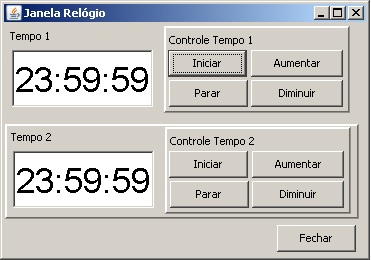 Janela Relógio
Tempo 1
23:59:59
Controle Tempo 1
Iniciar
Aumentar
Parar
Diminuir
Tempo 2
23:59:59
Controle Tempo 2
Iniciar
Aumentar
Parar
Diminuir
Fechar